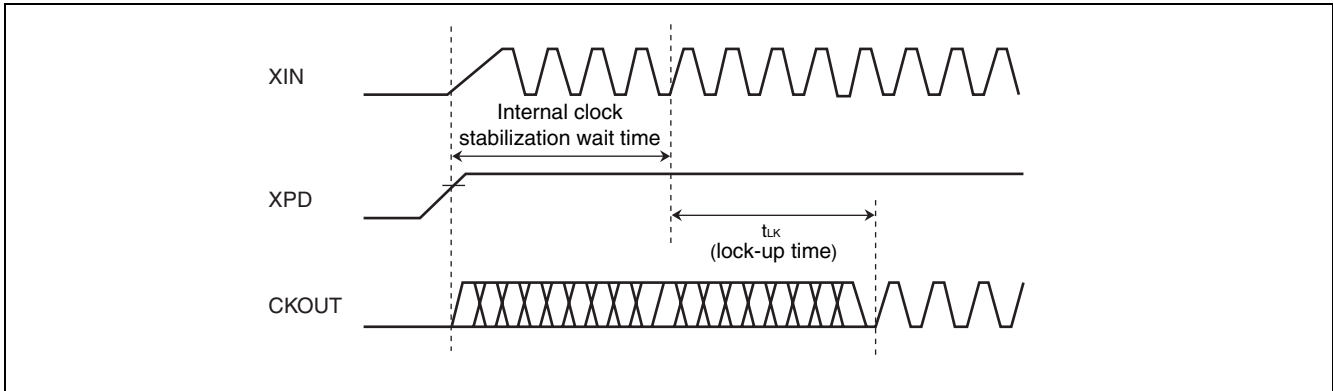 XIN
Internal clock
stabilization wait time
XPD
tLK
(lock-up time)
CKOUT